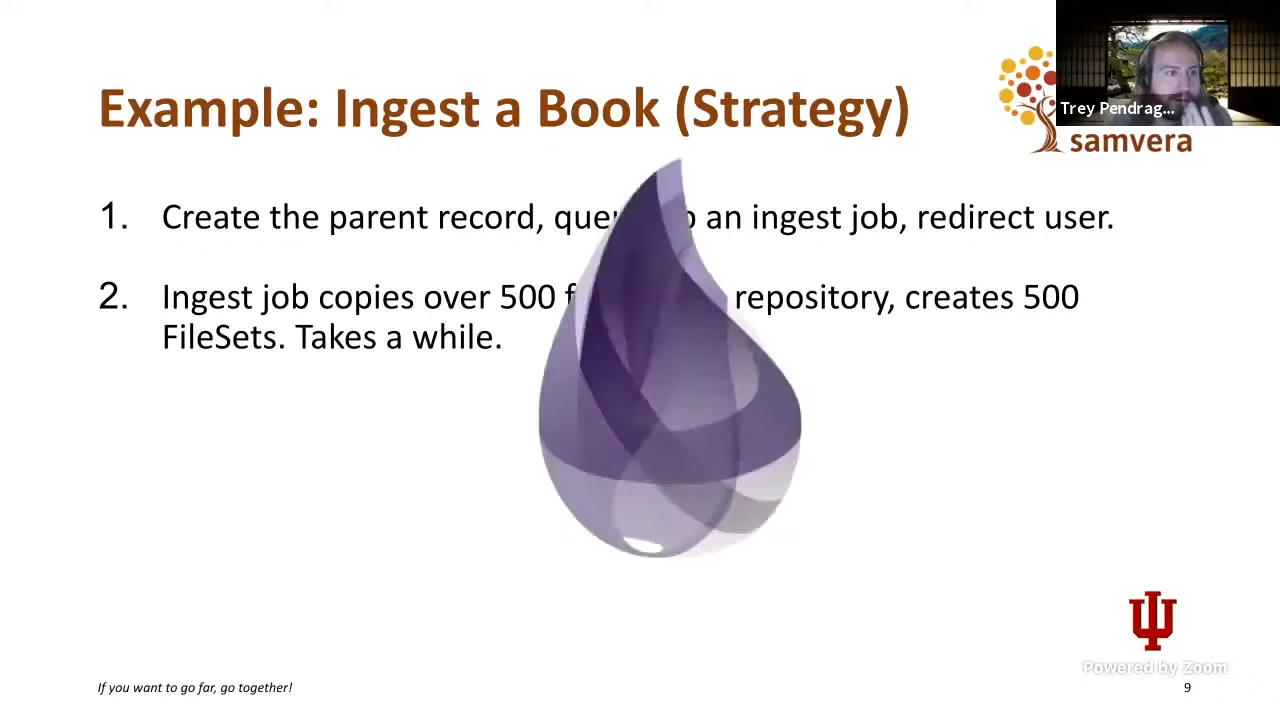 Example: Ingest a Book (Strategy)
Trey Pendrag...
samvera
1. Create the parent record, an ingest job, redirect user.
2. Ingest job copies over 500 repository, creates 500
FileSets. Takes a while.
Powered by Zoom
If you want to go far, go together!
9